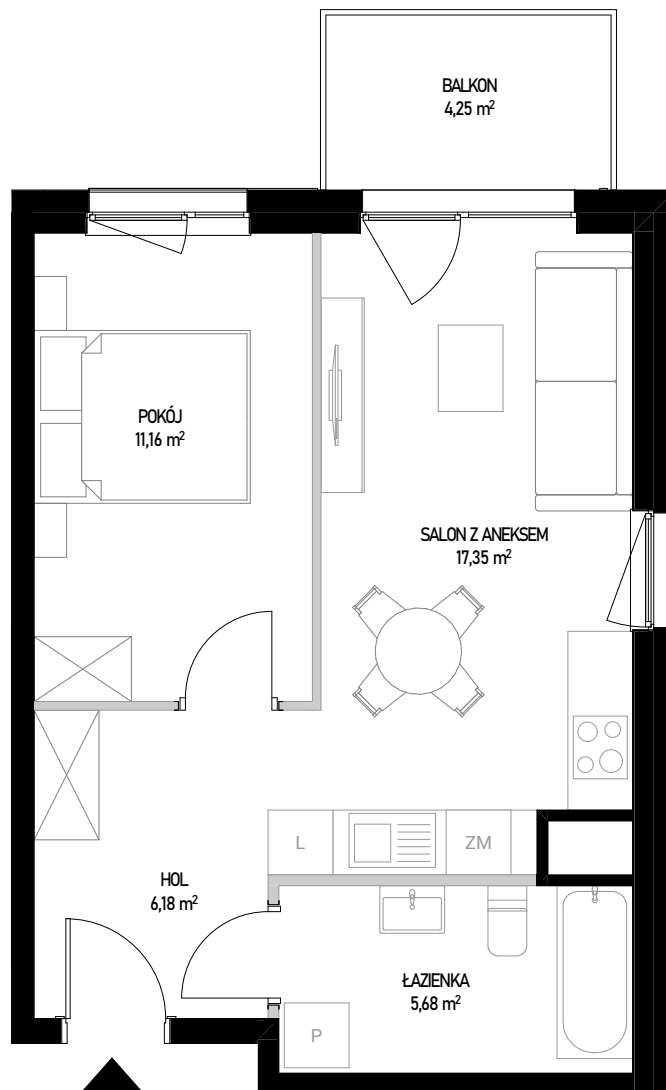 BALKON
4,25 m²
POKÓJ
11,16 m²
SALON Z ANEKSEM
17,35 m²
L
ZM
HOL
6,18 m²
ŁAZIENKA
5,68 m²
P